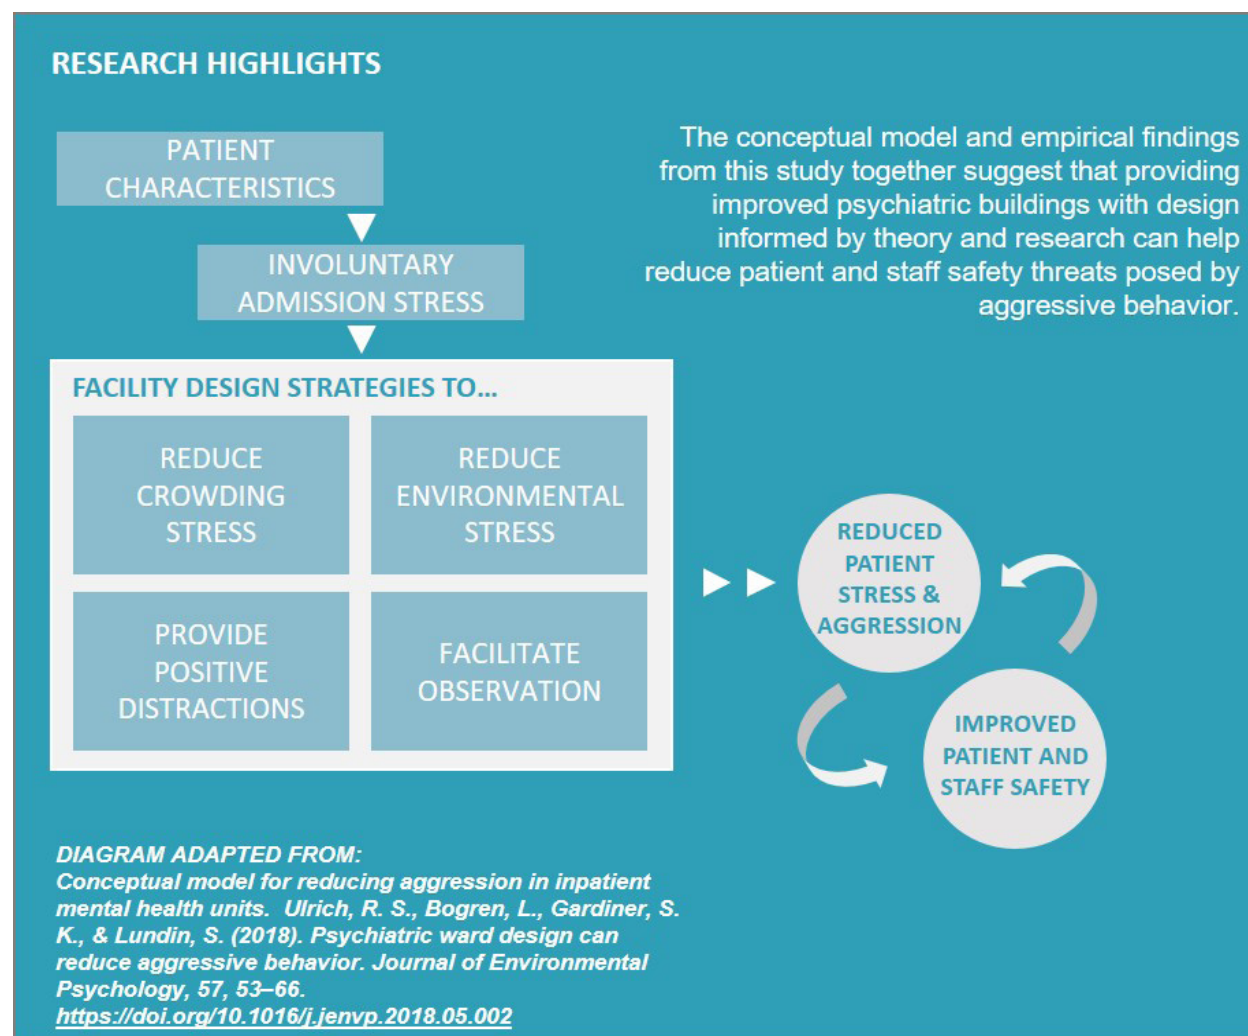 RESEARCH HIGHLIGHTS
PATIENT
CHARACTERISTICS
INVOLUNTARY
ADMISSION STRESS
The conceptual model and empirical findings
from this study together suggest that providing
improved psychiatric buildings with design
informed by theory and research can help
reduce patient and staff safety threats posed by
aggressive behavior.
FACILITY DESIGN STRATEGIES TO...
REDUCE
CROWDING
STRESS
REDUCE
ENVIRONMENTAL
STRESS
PROVIDE
POSITIVE
DISTRACTIONS
FACILITATE
OBSERVATION
REDUCED
PATIENT
STRESS &
AGGRESSION
IMPROVED
PATIENT AND
STAFF SAFETY
DIAGRAM ADAPTED FROM:
Conceptual model for reducing aggression in inpatient
mental health units.  Ulrich, R. S., Bogren, L., Gardiner, S.
K., & Lundin, S. (2018). Psychiatric ward design can
reduce aggressive behavior. Journal of Environmental
Psychology, 57, 53–66.
https://doi.org/10.1016/j.jenvp.2018.05.002